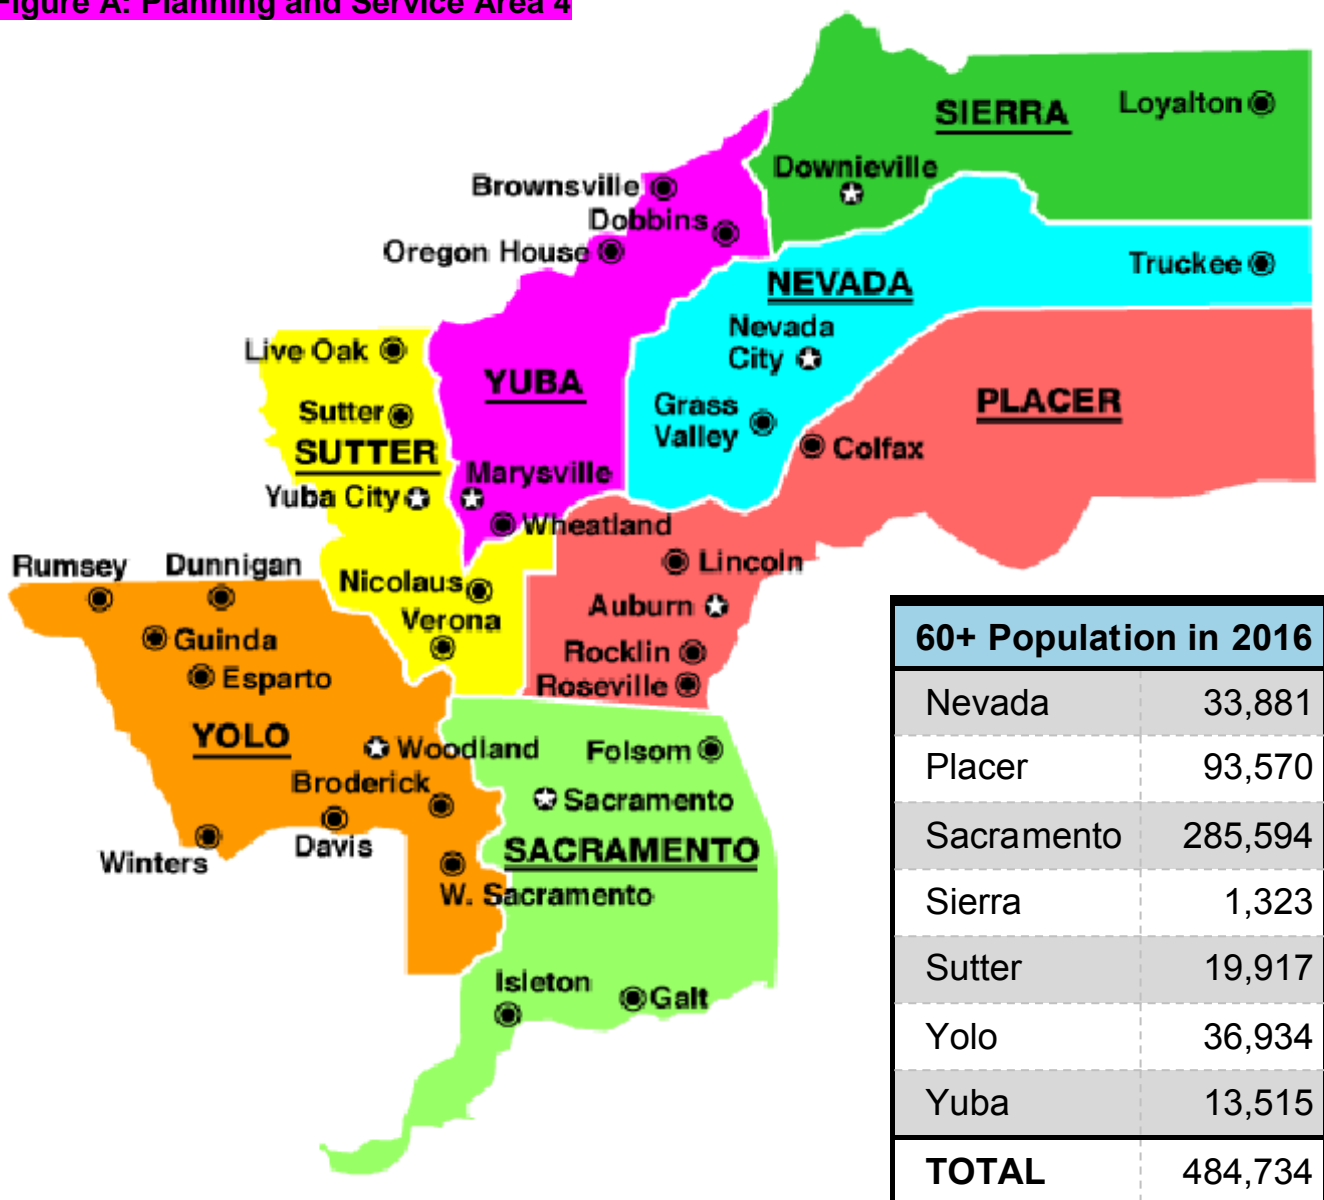 Figure A: Planning and Service Area 4
SIERRA
Loyalton
Downieville
Brownsville
Dobbins
Oregon House
NEVADA
Truckee
Nevada
City
Live Oak
YUBA
PLACER
Sutter
Grass
Valley
Colfax
SUTTER
Marysville
Yuba City
Wheatland
Rumsey
Dunnigan
Lincoln
Nicolaus
Auburn
Verona
Guinda
Rocklin
Esparto
Roseville
YOLO
Woodland
Folsom
Broderick
Sacramento
Davis
SACRAMENTO
Winters
W. Sacramento
Isleton
Galt
60+ Population in 2016
Nevada 33,881
Placer 93,570
Sacramento 285,594
Sierra 1,323
Sutter 19,917
Yolo 36,934
Yuba 13,515
TOTAL 484,734